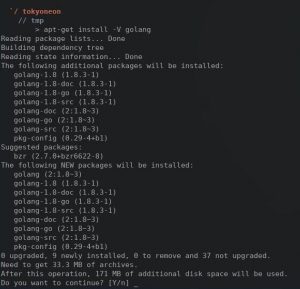 `/ tokyomeon
// tmp
> apt-get install -V golang
Reading package lists... Done
Building dependency tree
Reading state information... Done
The following additional packages will be installed:
golang-1.8 (1.8.3-1)
golang-1.8-doc (1.8.3-1)
golang-1.8-go (1.8.3-1)
golang-1.8-src (1.8.3-1)
golang-doc (2:1.8~3)
golang-go (2:1.8~3)
golang-src (2:1.8~3)
pkg-config (0.29-4+b1)
Suggested packages:
bzr (2.7.0+bzr6622-8)
The following NEW packages will be installed:
golang (2:1.8~3)
golang-1.8 (1.8.3-1)
golang-1.8-doc (1.8.3-1)
golang-1.8-go (1.8.3-1)
golang-1.8-src (1.8.3-1)
golang-doc (2:1.8~3)
golang-go (2:1.8~3)
golang-src (2:1.8~3)
pkg-config (0.29-4+b1)
0 upgraded, 9 newly installed, 0 to remove and 37 not upgraded.
Need to get 33.3 MB of archives.
After this operation, 171 MB of additional disk space will be used.
Do you want to continue? [Y/n] _